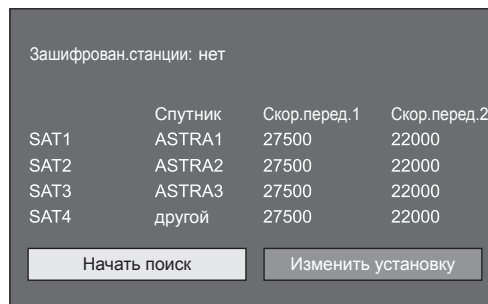 Зашифрован.станции: нет
Спутник Скор.перед.1 Скор.перед.2
SAT1 ASTRA1 27500 22000
SAT2 ASTRA2 27500 22000
SAT3 ASTRA3 27500 22000
SAT4 другой 27500 22000
Начать поиск Изменить установку